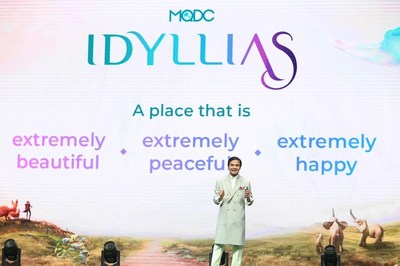 MQDC
IDYLLIAS
A place that is
extremely beautiful
extremely peaceful
extremely happy